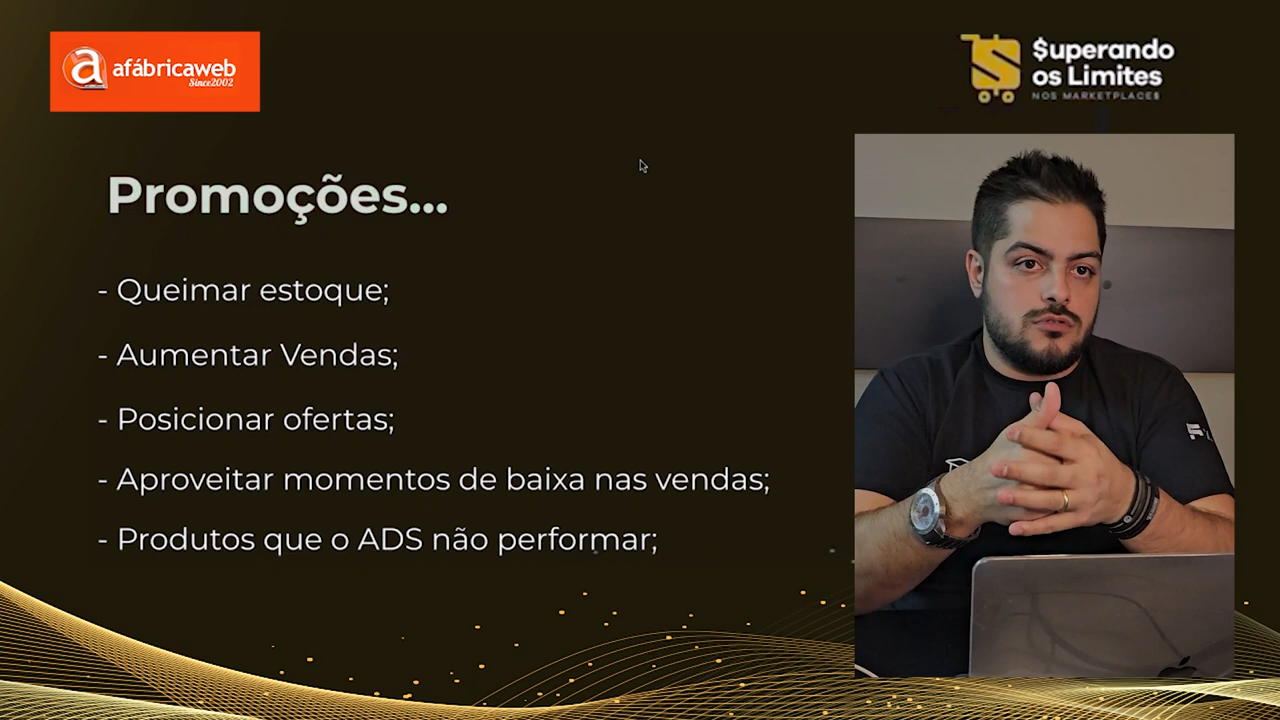 afábricaweb
Since2002
$uperando
os Limites
NOS MARKETPLACE$
Promoções...
- Queimar estoque;
- Aumentar Vendas;
- Posicionar ofertas;
- Aproveitar momentos de baixa nas vendas;
- Produtos que o ADS não performar;